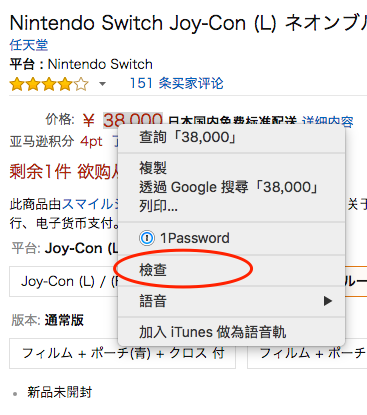 Nintendo Switch Joy-Con (L) ネオンブル
任天堂
平台 : Nintendo Switch
151 条买家评论
价格: ￥ 38,000 日本国内免费标准配送 详细内容
亚马逊积分 4pt
查詢「38,000」
剩余1件 欲购从
複製
透過 Google 搜尋「38,000」
此商品由スマイルシ 关于
列印...
行、电子货币支付。
1Password
平台: Joy-Con (L
檢查
Joy-Con (L) / (R ルー
語音
版本: 通常版
加入 iTunes 做為語音軌
フィルム + ポーチ(青) + クロス 付
フィルム + ポーチ
新品未開封